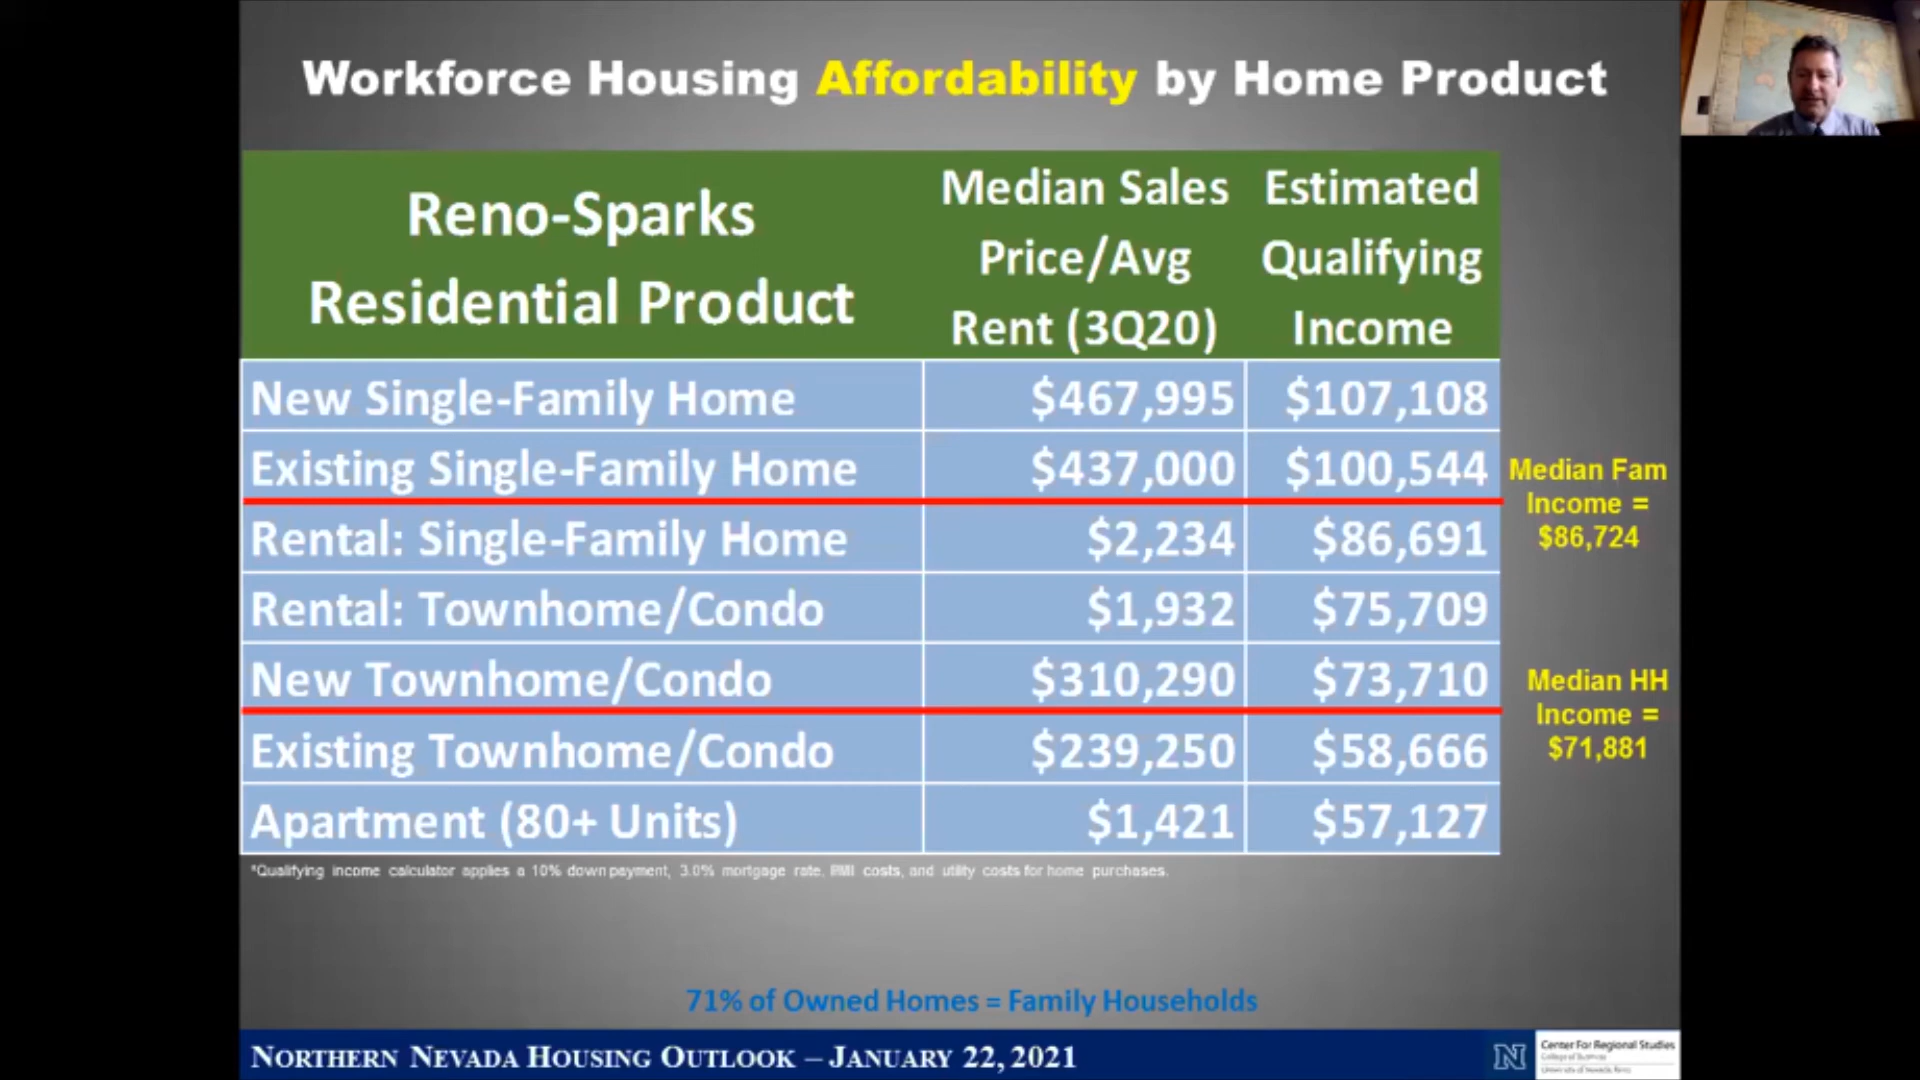 Workforce Housing Affordability by Home Product
Reno-Sparks
Residential Product
Median Sales
Price/Avg
Rent (3Q20)
Estimated
Qualifying
Income
New Single-Family Home $467,995 $107,108
Existing Single-Family Home $437,000 $100,544
Rental: Single-Family Home $2,234 $86,691
Rental: Townhome/Condo $1,932 $75,709
New Townhome/Condo $310,290 $73,710
Existing Townhome/Condo $239,250 $58,666
Apartment (80+ Units) $1,421 $57,127
Median Fam
Income =
$86,724
Median HH
Income =
$71,881
*Qualifying income calculator applies a 10% down payment, 3.0% mortgage rate, PMI costs, and utility costs for home purchases.
71% of Owned Homes = Family Households
NORTHERN NEVADA HOUSING OUTLOOK – JANUARY 22, 2021
N
Center For Regional Studies
College of Business
University of Nevada, Reno